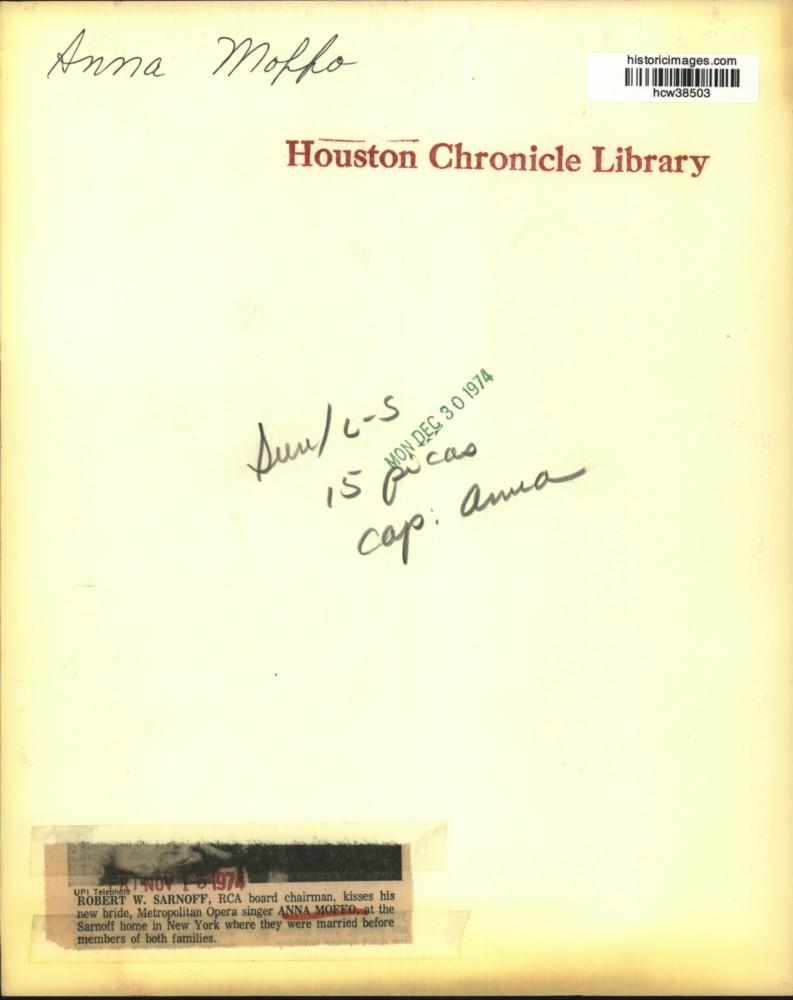 Anna Moffo
historicimages.com
hcw38503
Houston Chronicle Library
MON DEC 30 1974
Sun/ L-S
15 picas
cap: Anna
FRI NOV 15 1974
UPI Telephoto
ROBERT W. SARNOFF, RCA board chairman, kisses his
new bride, Metropolitan Opera singer ANNA MOFFO, at the
Sarnoff home in New York where they were married before
members of both families.